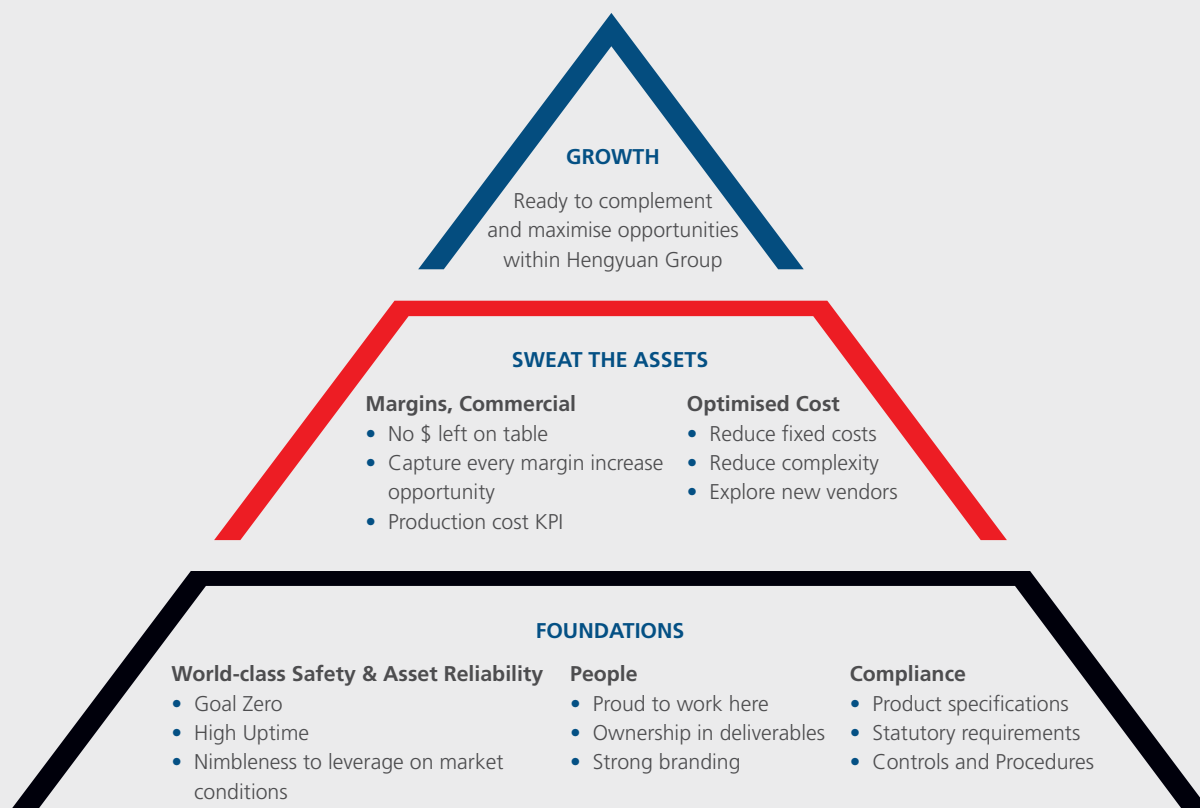 GROWTH
Ready to complement
and maximise opportunities
within Hengyuan Group
SWEAT THE ASSETS
Margins, Commercial
• No $ left on table
• Capture every margin increase
opportunity
• Production cost KPI
Optimised Cost
• Reduce fixed costs
• Reduce complexity
• Explore new vendors
FOUNDATIONS
World-class Safety & Asset Reliability
• Goal Zero
• High Uptime
• Nimbleness to leverage on market
conditions
People
• Proud to work here
• Ownership in deliverables
• Strong branding
Compliance
• Product specifications
• Statutory requirements
• Controls and Procedures